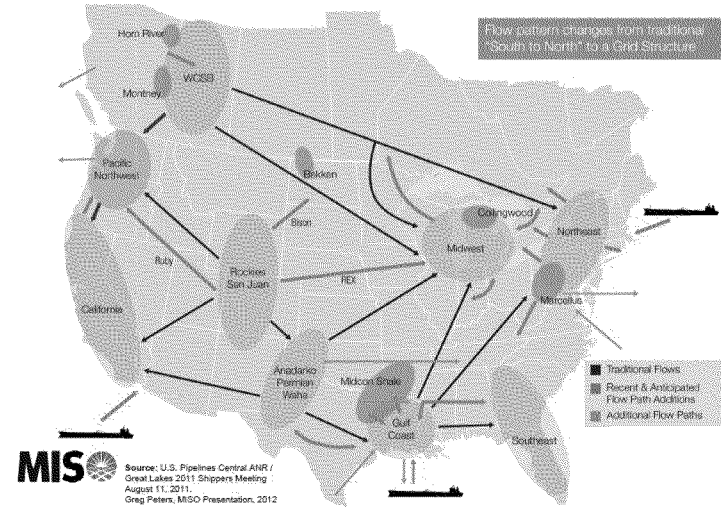 Flow pattern changes from traditional
"South to North" to a Grid Structure
Horn River
WCSB
Montney
Pacific
Northwest
Bakken
Collingwood
Northeast
Bison
Midwest
Ruby
Rockies
San Juan
REX
Marcellus
California
Anadarko
Permian
Waha
Midcon Shale
Gulf
Coast
Southeast
Traditional Flows
Recent & Anticipated
Flow Path Additions
Additional Flow Paths
MISO
Source: U.S. Pipelines Central ANR /
Great Lakes 2011 Shippers Meeting
August 11, 2011.
Greg Peters, MISO Presentation, 2012